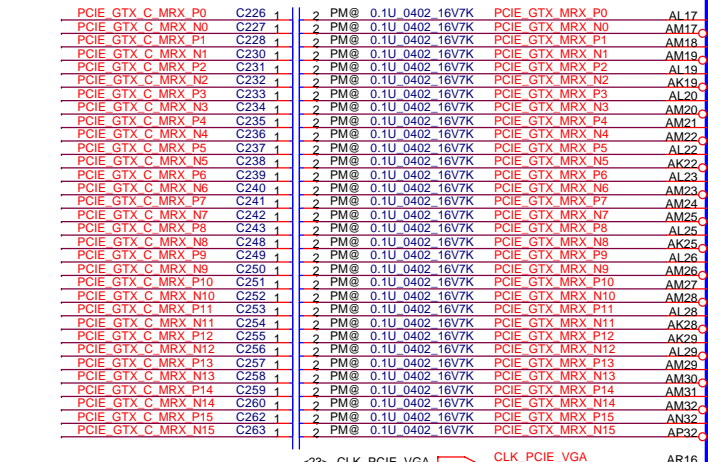 PCIE_GTX_C_MRX_P0 C226 1 2 PM@ 0.1U_0402_16V7K PCIE_GTX_MRX_P0 AL17
PCIE_GTX_C_MRX_N0 C227 1 2 PM@ 0.1U_0402_16V7K PCIE_GTX_MRX_N0 AM17
PCIE_GTX_C_MRX_P1 C228 1 2 PM@ 0.1U_0402_16V7K PCIE_GTX_MRX_P1 AM18
PCIE_GTX_C_MRX_N1 C230 1 2 PM@ 0.1U_0402_16V7K PCIE_GTX_MRX_N1 AM19
PCIE_GTX_C_MRX_P2 C231 1 2 PM@ 0.1U_0402_16V7K PCIE_GTX_MRX_P2 AL19
PCIE_GTX_C_MRX_N2 C232 1 2 PM@ 0.1U_0402_16V7K PCIE_GTX_MRX_N2 AK19
PCIE_GTX_C_MRX_P3 C233 1 2 PM@ 0.1U_0402_16V7K PCIE_GTX_MRX_P3 AL20
PCIE_GTX_C_MRX_N3 C234 1 2 PM@ 0.1U_0402_16V7K PCIE_GTX_MRX_N3 AM20
PCIE_GTX_C_MRX_P4 C235 1 2 PM@ 0.1U_0402_16V7K PCIE_GTX_MRX_P4 AM21
PCIE_GTX_C_MRX_N4 C236 1 2 PM@ 0.1U_0402_16V7K PCIE_GTX_MRX_N4 AM22
PCIE_GTX_C_MRX_P5 C237 1 2 PM@ 0.1U_0402_16V7K PCIE_GTX_MRX_P5 AL22
PCIE_GTX_C_MRX_N5 C238 1 2 PM@ 0.1U_0402_16V7K PCIE_GTX_MRX_N5 AK22
PCIE_GTX_C_MRX_P6 C239 1 2 PM@ 0.1U_0402_16V7K PCIE_GTX_MRX_P6 AL23
PCIE_GTX_C_MRX_N6 C240 1 2 PM@ 0.1U_0402_16V7K PCIE_GTX_MRX_N6 AM23
PCIE_GTX_C_MRX_P7 C241 1 2 PM@ 0.1U_0402_16V7K PCIE_GTX_MRX_P7 AM24
PCIE_GTX_C_MRX_N7 C242 1 2 PM@ 0.1U_0402_16V7K PCIE_GTX_MRX_N7 AM25
PCIE_GTX_C_MRX_P8 C243 1 2 PM@ 0.1U_0402_16V7K PCIE_GTX_MRX_P8 AL25
PCIE_GTX_C_MRX_N8 C248 1 2 PM@ 0.1U_0402_16V7K PCIE_GTX_MRX_N8 AK25
PCIE_GTX_C_MRX_P9 C249 1 2 PM@ 0.1U_0402_16V7K PCIE_GTX_MRX_P9 AL26
PCIE_GTX_C_MRX_N9 C250 1 2 PM@ 0.1U_0402_16V7K PCIE_GTX_MRX_N9 AM26
PCIE_GTX_C_MRX_P10 C251 1 2 PM@ 0.1U_0402_16V7K PCIE_GTX_MRX_P10 AM27
PCIE_GTX_C_MRX_N10 C252 1 2 PM@ 0.1U_0402_16V7K PCIE_GTX_MRX_N10 AM28
PCIE_GTX_C_MRX_P11 C253 1 2 PM@ 0.1U_0402_16V7K PCIE_GTX_MRX_P11 AL28
PCIE_GTX_C_MRX_N11 C254 1 2 PM@ 0.1U_0402_16V7K PCIE_GTX_MRX_N11 AK28
PCIE_GTX_C_MRX_P12 C255 1 2 PM@ 0.1U_0402_16V7K PCIE_GTX_MRX_P12 AK29
PCIE_GTX_C_MRX_N12 C256 1 2 PM@ 0.1U_0402_16V7K PCIE_GTX_MRX_N12 AL29
PCIE_GTX_C_MRX_P13 C257 1 2 PM@ 0.1U_0402_16V7K PCIE_GTX_MRX_P13 AM29
PCIE_GTX_C_MRX_N13 C258 1 2 PM@ 0.1U_0402_16V7K PCIE_GTX_MRX_N13 AM30
PCIE_GTX_C_MRX_P14 C259 1 2 PM@ 0.1U_0402_16V7K PCIE_GTX_MRX_P14 AM31
PCIE_GTX_C_MRX_N14 C260 1 2 PM@ 0.1U_0402_16V7K PCIE_GTX_MRX_N14 AM32
PCIE_GTX_C_MRX_P15 C262 1 2 PM@ 0.1U_0402_16V7K PCIE_GTX_MRX_P15 AN32
PCIE_GTX_C_MRX_N15 C263 1 2 PM@ 0.1U_0402_16V7K PCIE_GTX_MRX_N15 AP32
<23> CLK_PCIE_VGA CLK_PCIE_VGA AR16